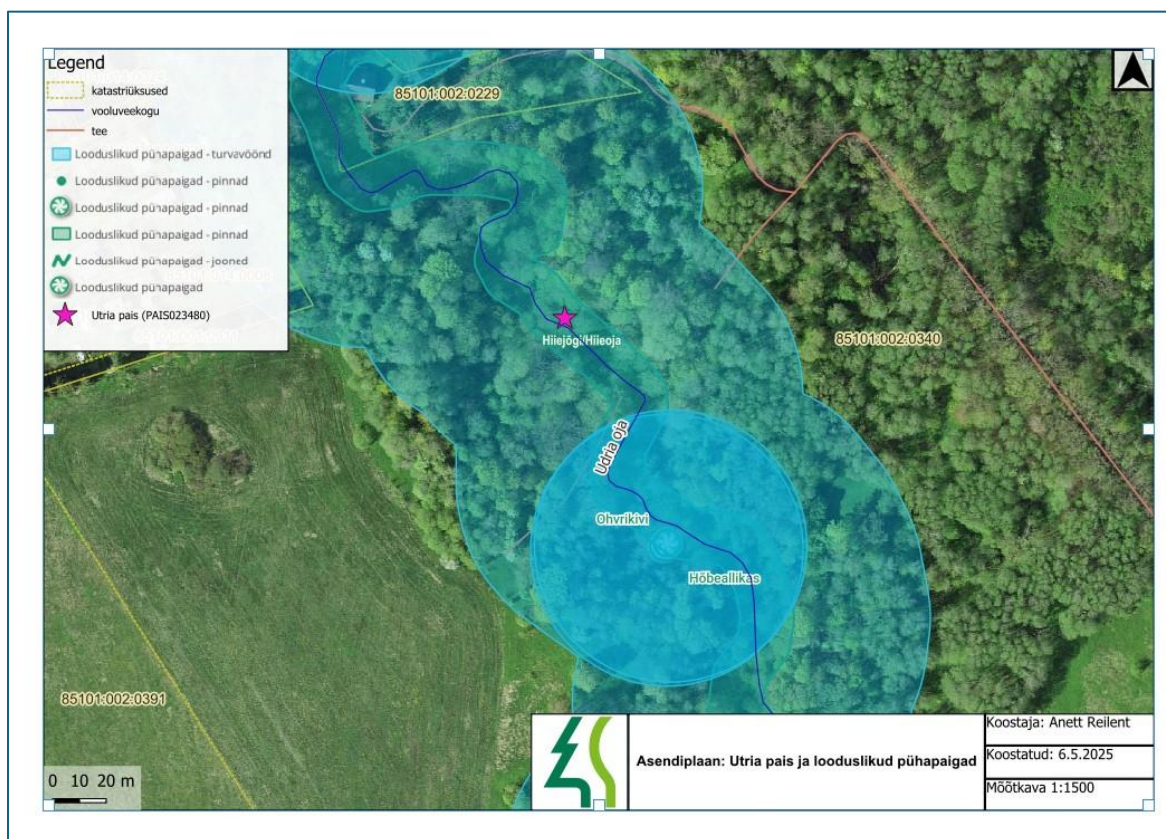 Legend
katastriüksused
vooluveekogu
tee
Looduslikud pühapaigad - turvavöönd
Looduslikud pühapaigad - pinnad
Looduslikud pühapaigad - pinnad
Looduslikud pühapaigad - pinnad
Looduslikud pühapaigad - jooned
Looduslikud pühapaigad
Utria pais (PAIS023480)
85101:002:0229
Hiiejõgi/Hiieoja
85101:002:0340
Udria oja
Ohvrikivi
Hõbeallikas
85101:002:0391
0 10 20 m
Asendiplaan: Utria pais ja looduslikud pühapaigad
Koostaja: Anett Reilent
Koostatud: 6.5.2025
Mõõtkava 1:1500